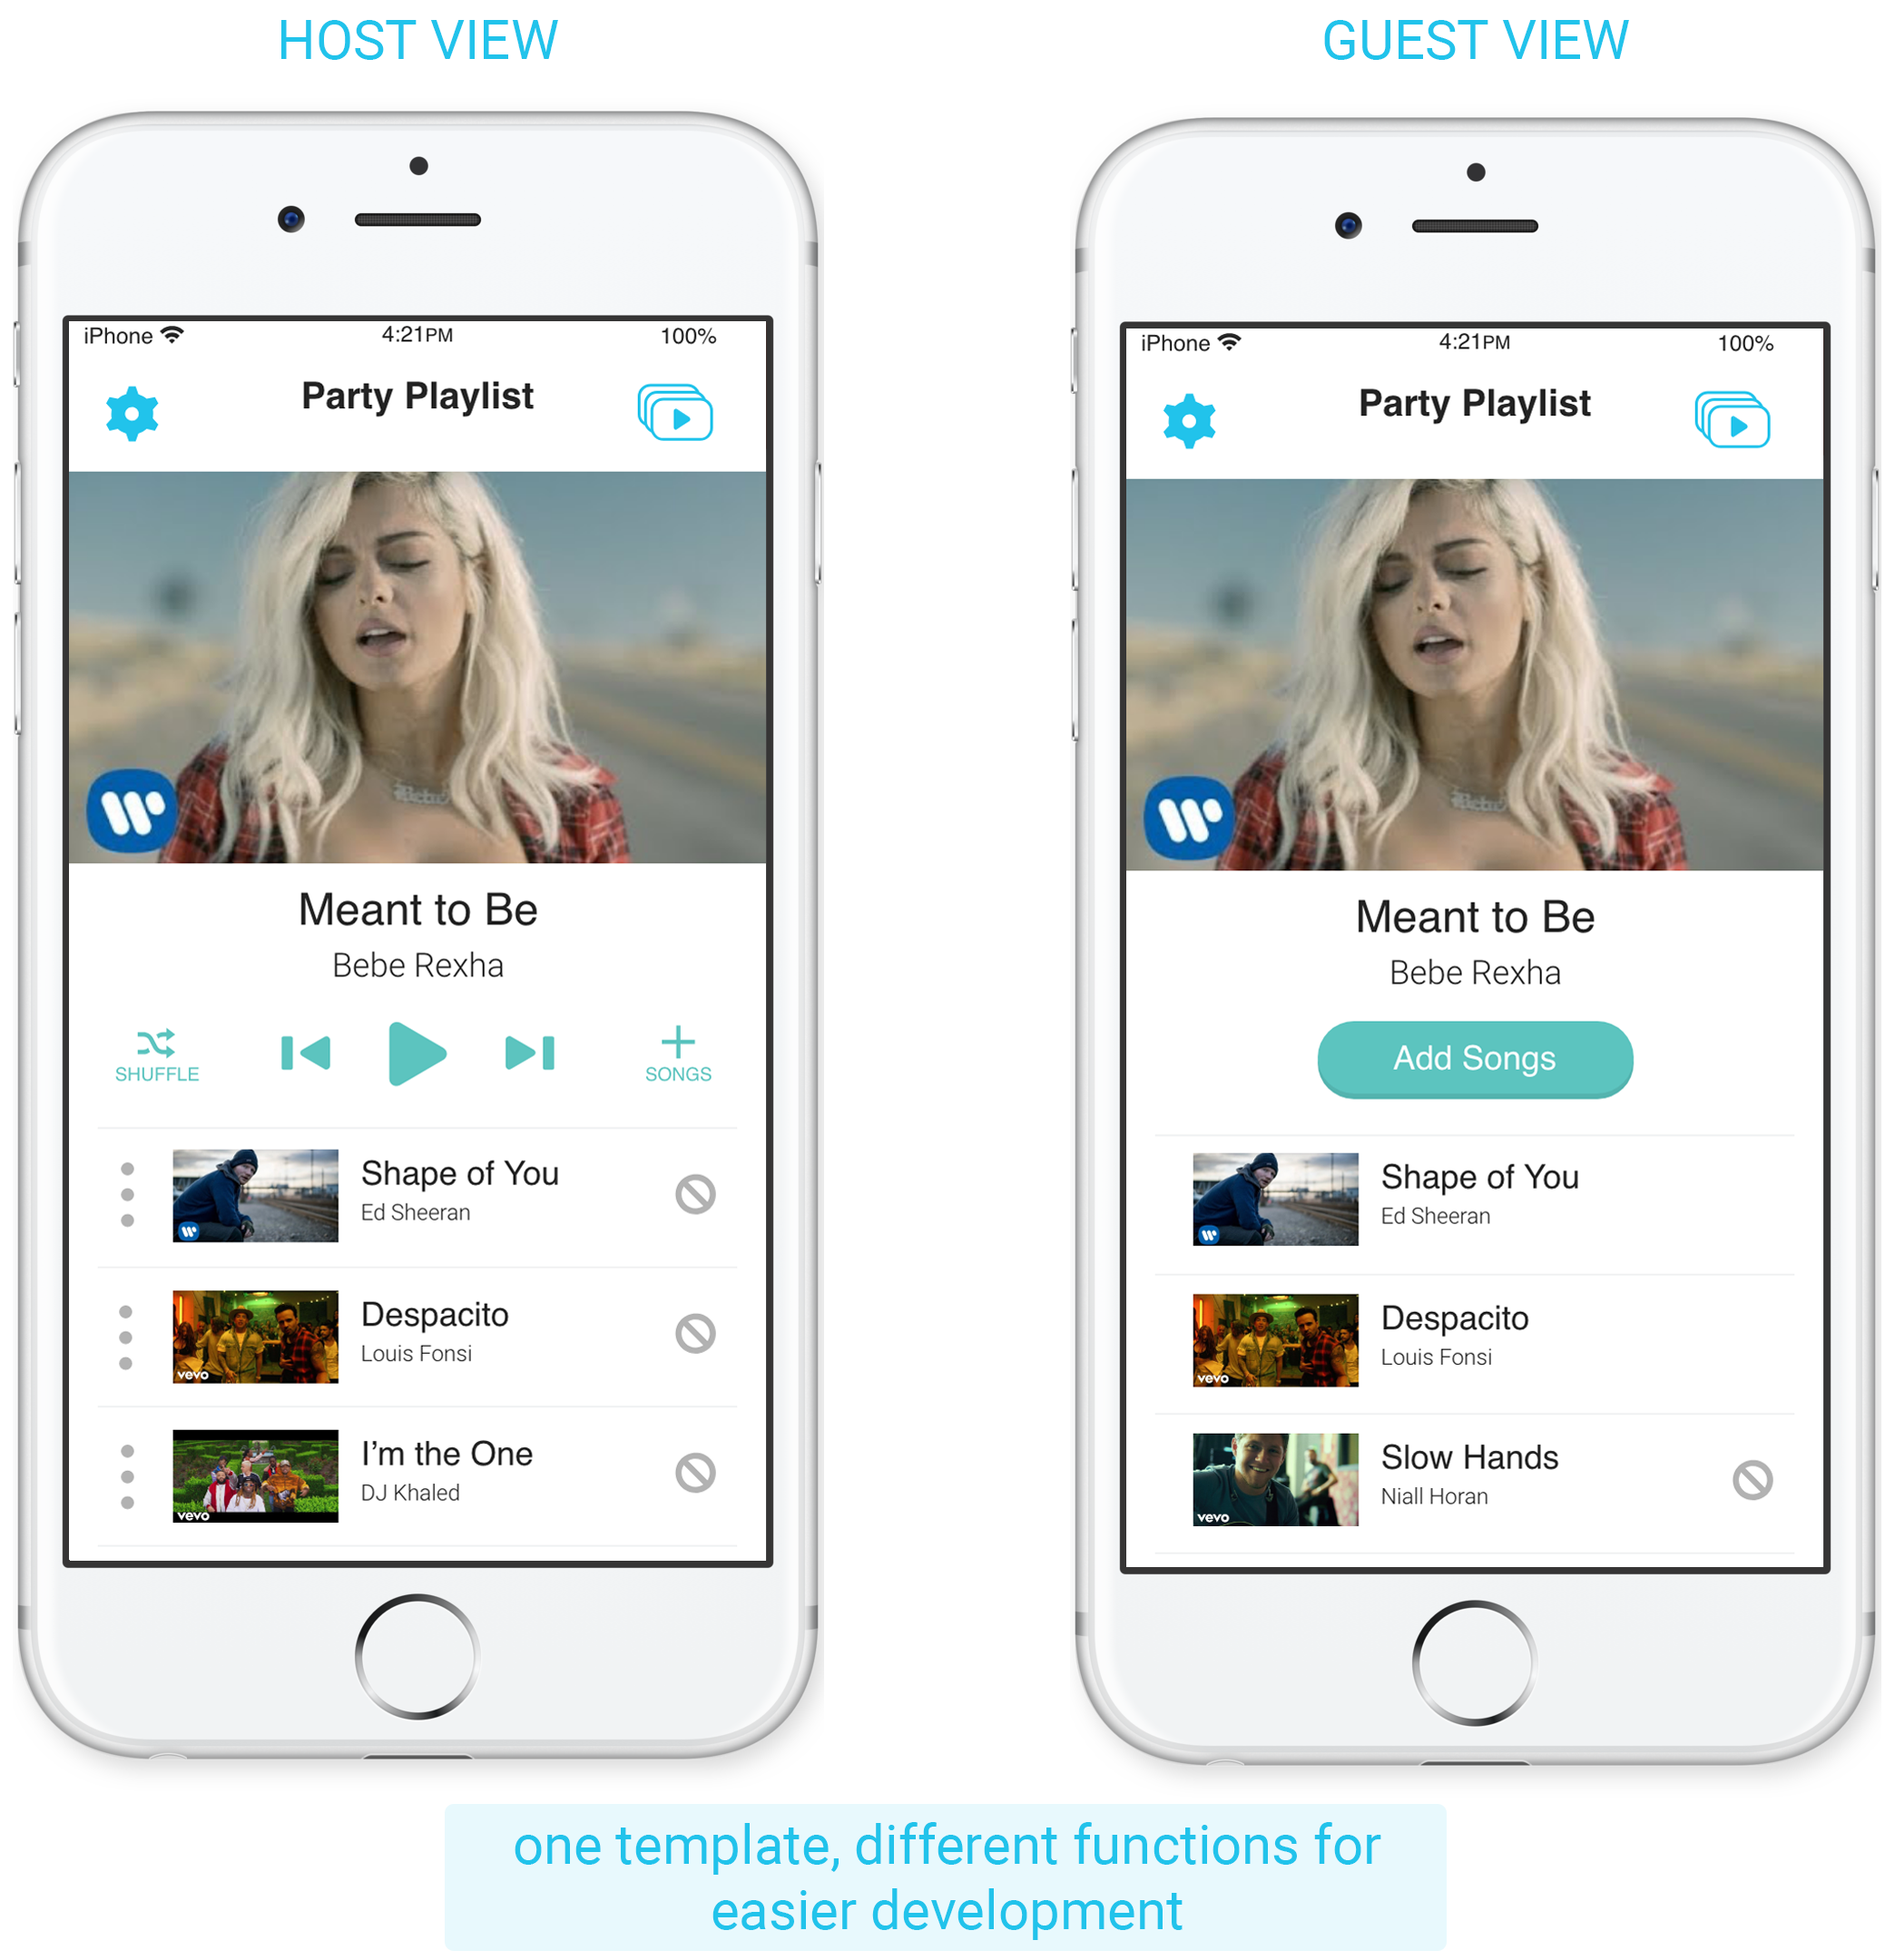 HOST VIEW
GUEST VIEW
iPhone 4:21PM 100%
Party Playlist
Meant to Be
Bebe Rexha
SHUFFLE
SONGS
Shape of You
Ed Sheeran
Despacito
Louis Fonsi
vevo
I'm the One
DJ Khaled
vevo
iPhone 4:21PM 100%
Party Playlist
Meant to Be
Bebe Rexha
Add Songs
Shape of You
Ed Sheeran
Despacito
Louis Fonsi
vevo
Slow Hands
Niall Horan
vevo
one template, different functions for
easier development